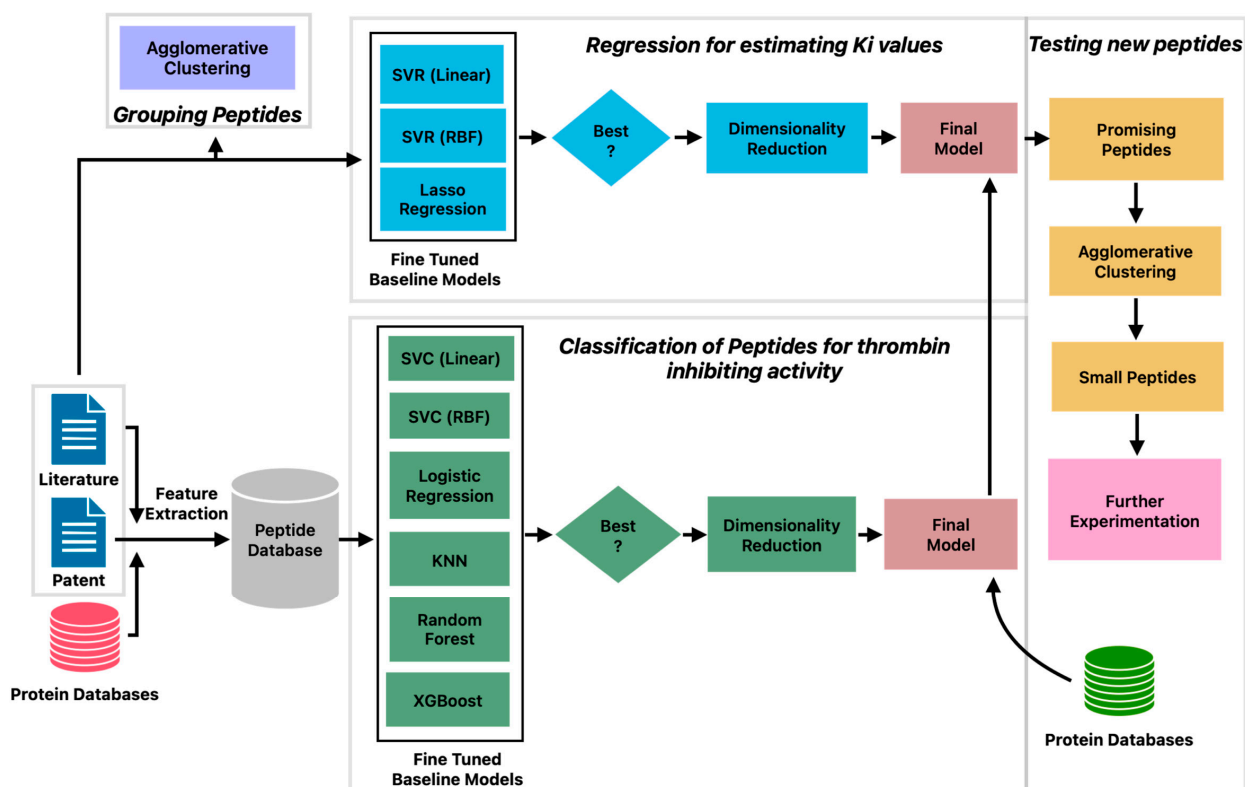 Agglomerative
Clustering
Grouping Peptides
Regression for estimating Ki values
SVR (Linear)
SVR (RBF)
Lasso
Regression
Fine Tuned
Baseline Models
Best
?
Dimensionality
Reduction
Final
Model
Testing new peptides
Promising
Peptides
Agglomerative
Clustering
Small Peptides
Further
Experimentation
Literature
Patent
Protein Databases
Feature
Extraction
Peptide
Database
Classification of Peptides for thrombin
inhibiting activity
SVC (Linear)
SVC (RBF)
Logistic
Regression
KNN
Random
Forest
XGBoost
Fine Tuned
Baseline Models
Best
?
Dimensionality
Reduction
Final
Model
Protein Databases